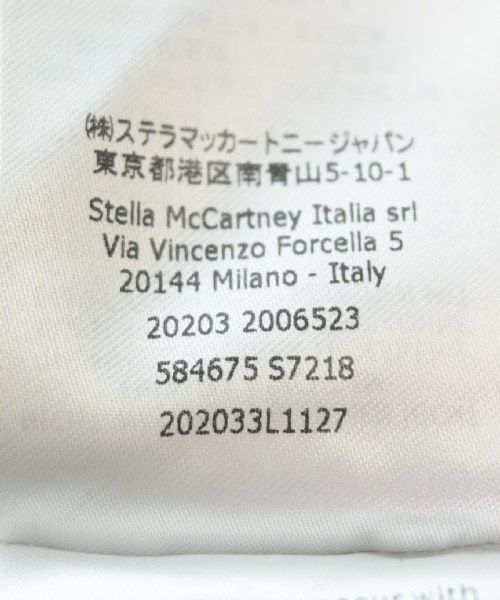 ㈱ステラマッカートニージャパン
東京都港区南青山5-10-1
Stella McCartney Italia srl
Via Vincenzo Forcella 5
20144 Milano - Italy
20203 2006523
584675 S7218
202033L1127
with